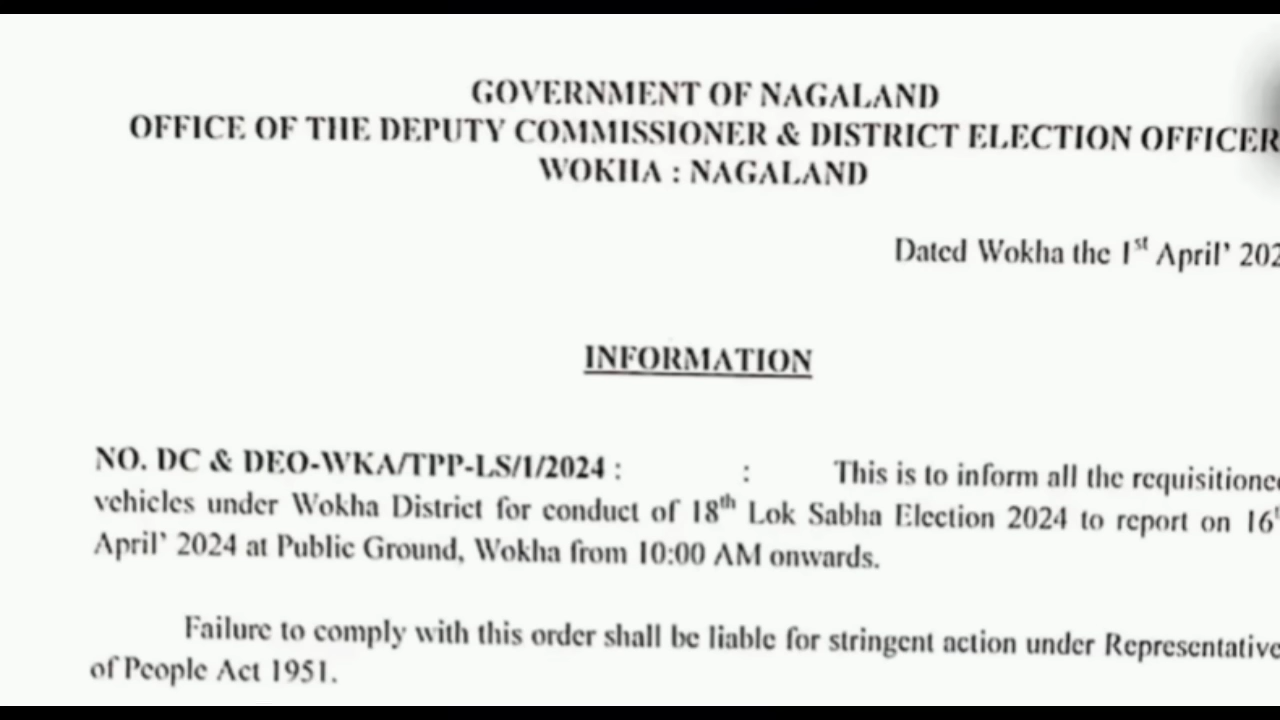 GOVERNMENT OF NAGALAND
OFFICE OF THE DEPUTY COMMISSIONER & DISTRICT ELECTION OFFICER
WOKHA : NAGALAND
Dated Wokha the 1st April' 202
INFORMATION
NO. DC & DEO-WKA/TPP-LS/1/2024 : : This is to inform all the requisitioned
vehicles under Wokha District for conduct of 18th Lok Sabha Election 2024 to report on 16t
April' 2024 at Public Ground, Wokha from 10:00 AM onwards.
Failure to comply with this order shall be liable for stringent action under Representative
of People Act 1951.